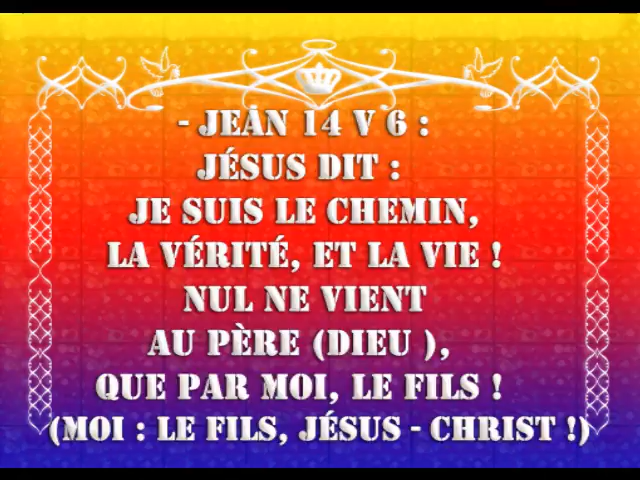 - JEAN 14 V 6 :
JÉSUS DIT :
JE SUIS LE CHEMIN,
LA VÉRITÉ, ET LA VIE !
NUL NE VIENT
AU PÈRE (DIEU ),
QUE PAR MOI, LE FILS !
(MOI : LE FILS, JÉSUS - CHRIST !)